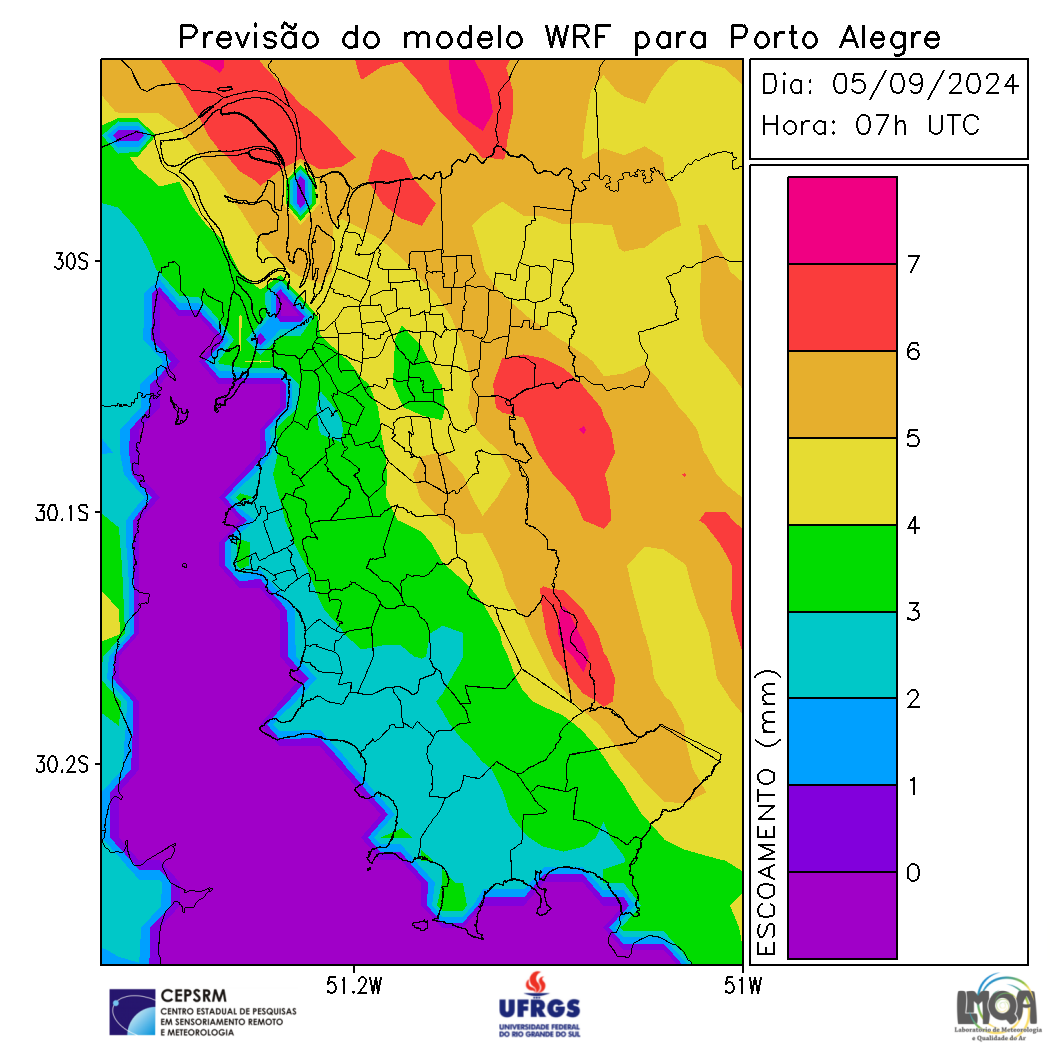 Previsão do modelo WRF para Porto Alegre
Dia: 05/09/2024
Hora: 07h UTC
7
6
5
4
3
2
1
0
ESCOAMENTO (mm)
30S
30.1S
30.2S
51.2W
51W
CEPSRM
CENTRO ESTADUAL DE PESQUISAS
EM SENSORIAMENTO REMOTO
E METEOROLOGIA
UFRGS
UNIVERSIDADE FEDERAL
DO RIO GRANDE DO SUL
LMQA
Laboratório de Meteorologia
e Qualidade do Ar